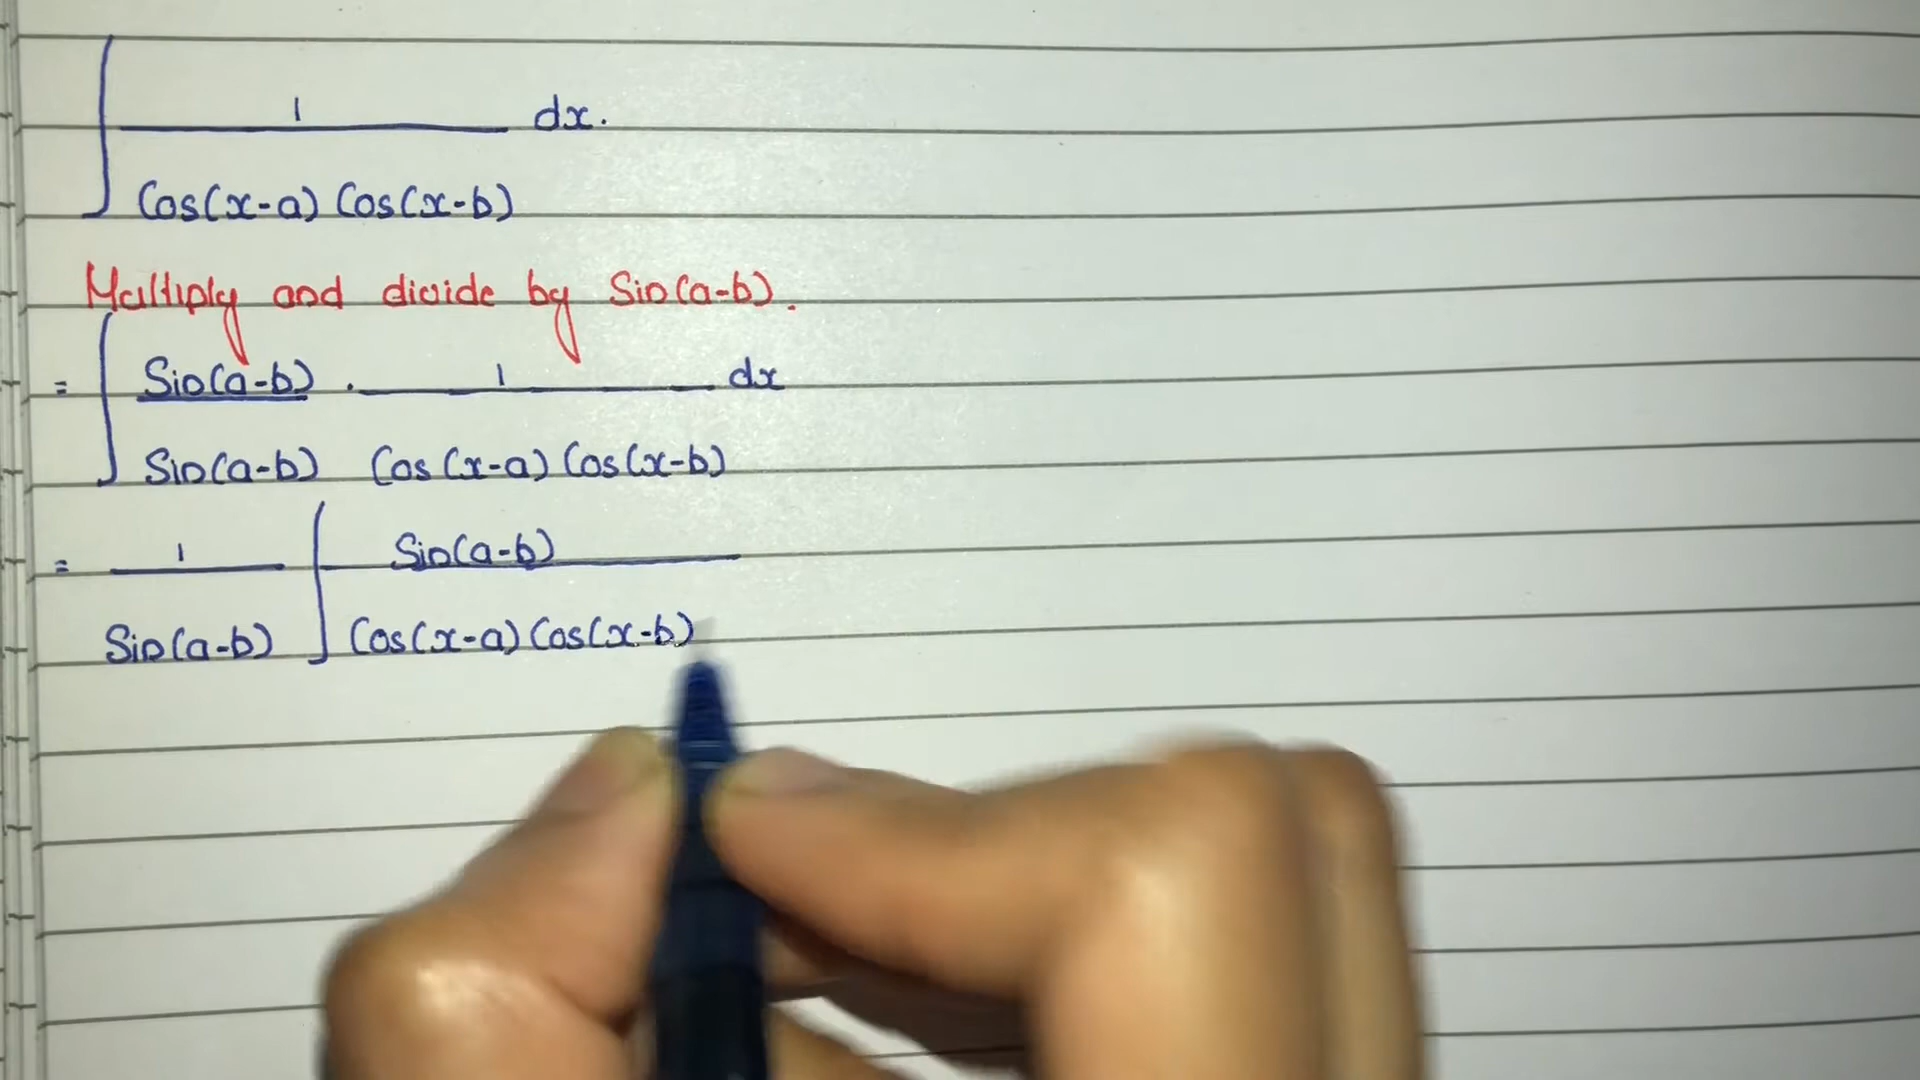 ∫ 1 / Cos(x-a) Cos(x-b) dx.
Multiply and divide by Sin(a-b).
= ∫ Sin(a-b) / Sin(a-b) . 1 / Cos(x-a) Cos(x-b) dx
= 1 / Sin(a-b) ∫ Sin(a-b) / Cos(x-a) Cos(x-b)